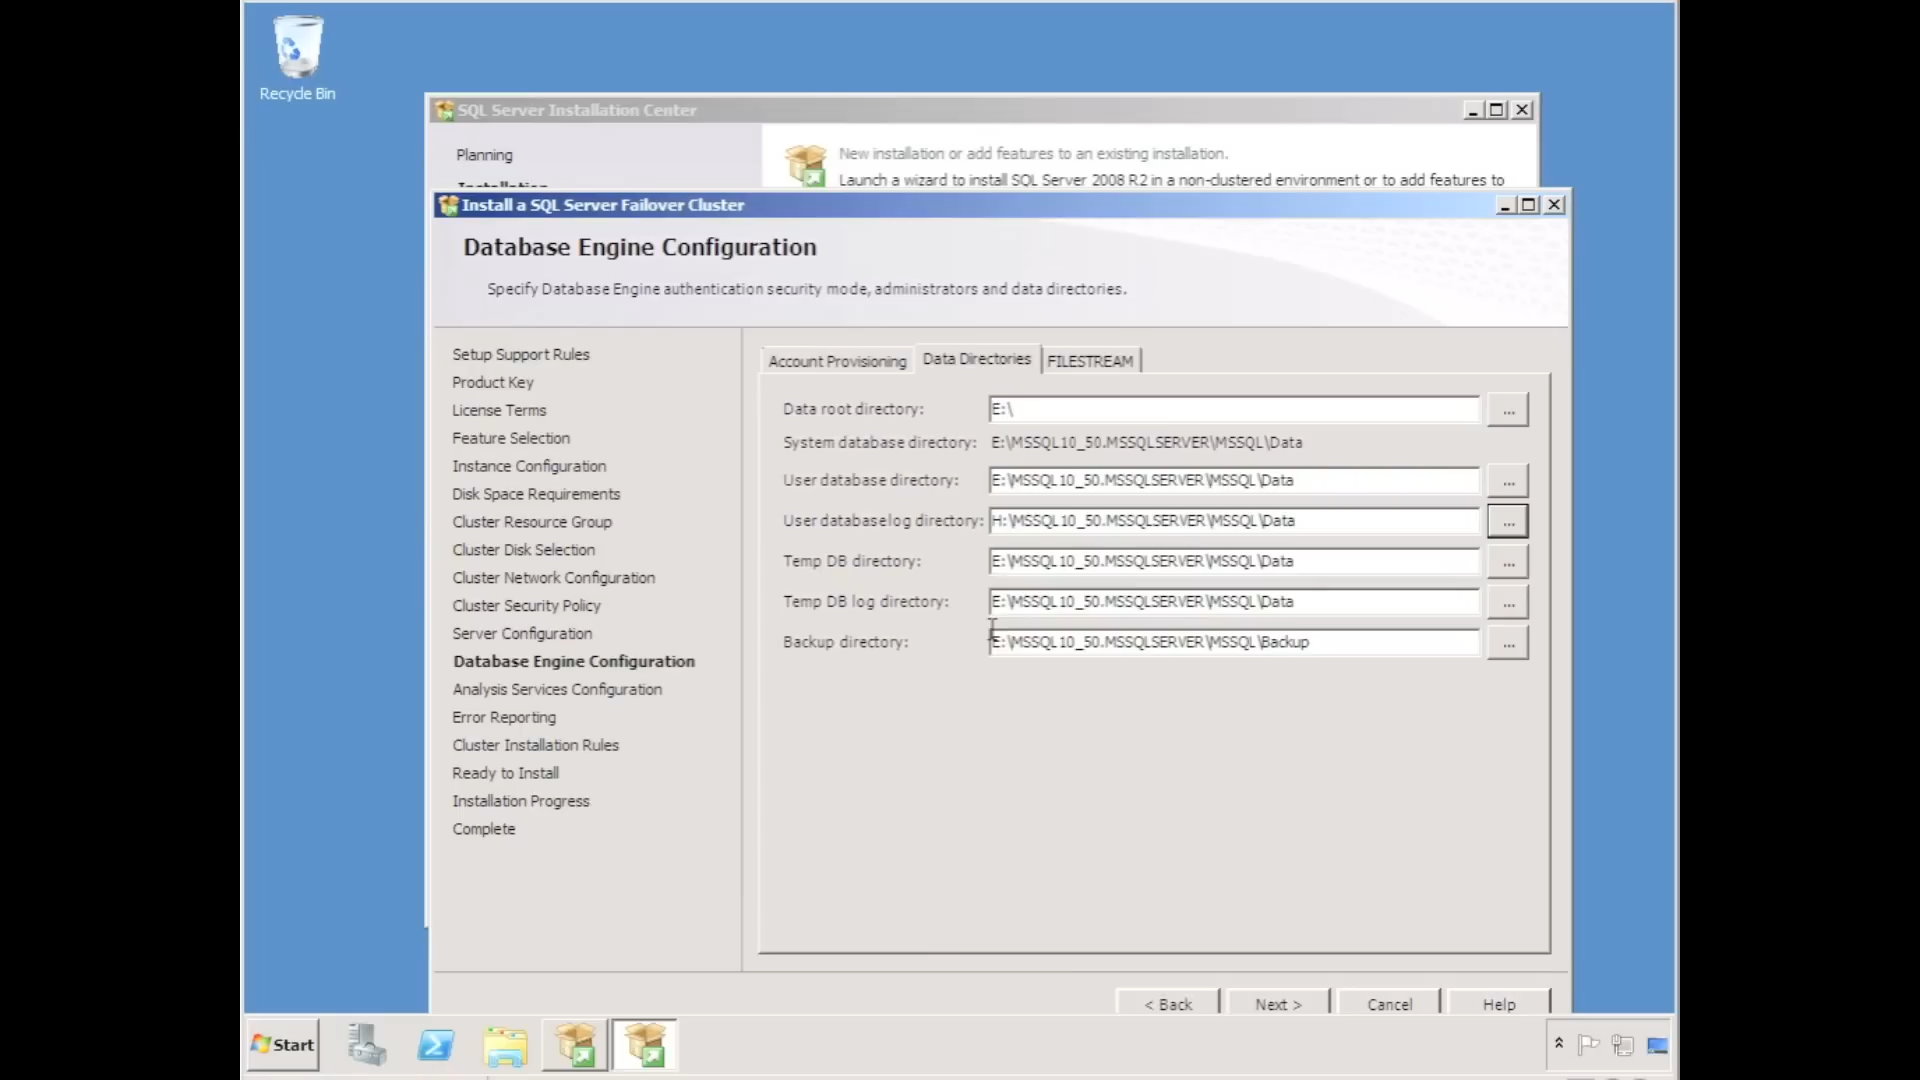 Recycle Bin
SQL Server Installation Center
Planning
Installation
New installation or add features to an existing installation.
Launch a wizard to install SQL Server 2008 R2 in a non-clustered environment or to add features to
Install a SQL Server Failover Cluster
Database Engine Configuration
Specify Database Engine authentication security mode, administrators and data directories.
Setup Support Rules
Product Key
License Terms
Feature Selection
Instance Configuration
Disk Space Requirements
Cluster Resource Group
Cluster Disk Selection
Cluster Network Configuration
Cluster Security Policy
Server Configuration
Database Engine Configuration
Analysis Services Configuration
Error Reporting
Cluster Installation Rules
Ready to Install
Installation Progress
Complete
Account Provisioning Data Directories FILESTREAM
Data root directory: E:\ ...
System database directory: E:\MSSQL10_50.MSSQLSERVER\MSSQL\Data
User database directory: E:\MSSQL10_50.MSSQLSERVER\MSSQL\Data ...
User database log directory: H:\MSSQL10_50.MSSQLSERVER\MSSQL\Data ...
Temp DB directory: E:\MSSQL10_50.MSSQLSERVER\MSSQL\Data ...
Temp DB log directory: E:\MSSQL10_50.MSSQLSERVER\MSSQL\Data ...
Backup directory: E:\MSSQL10_50.MSSQLSERVER\MSSQL\Backup ...
< Back Next > Cancel Help
Start